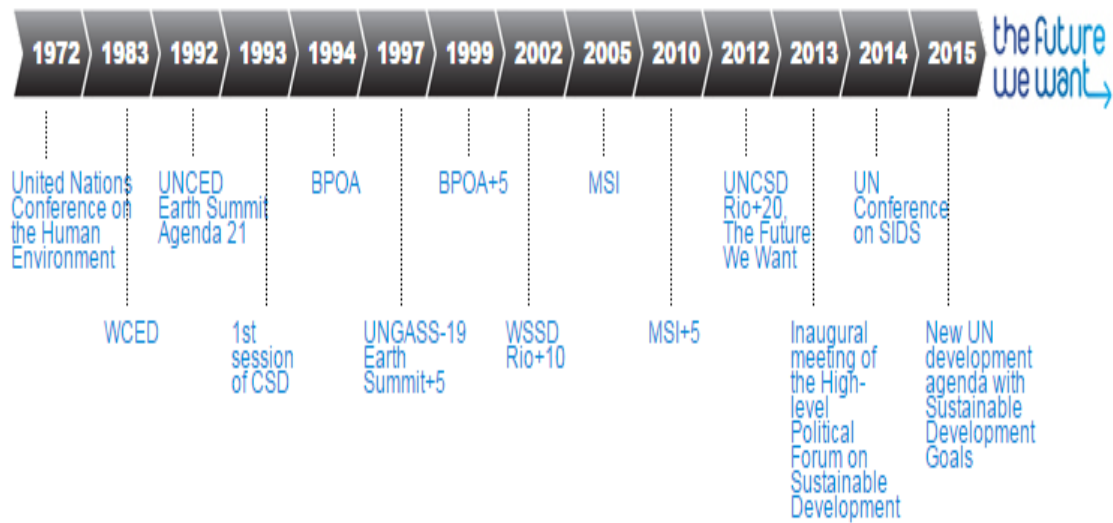 1972 1983 1992 1993 1994 1997 1999 2002 2005 2010 2012 2013 2014 2015
the future
we want
United Nations
Conference on
the Human
Environment
UNCED
Earth Summit
Agenda 21
BPOA
BPOA+5
MSI
UNCSD
Rio+20,
The Future
We Want
UN
Conference
on SIDS
WCED
1st
session
of CSD
UNGASS-19
Earth
Summit+5
WSSD
Rio+10
MSI+5
Inaugural
meeting of
the High-
level
Political
Forum on
Sustainable
Development
New UN
development
agenda with
Sustainable
Development
Goals